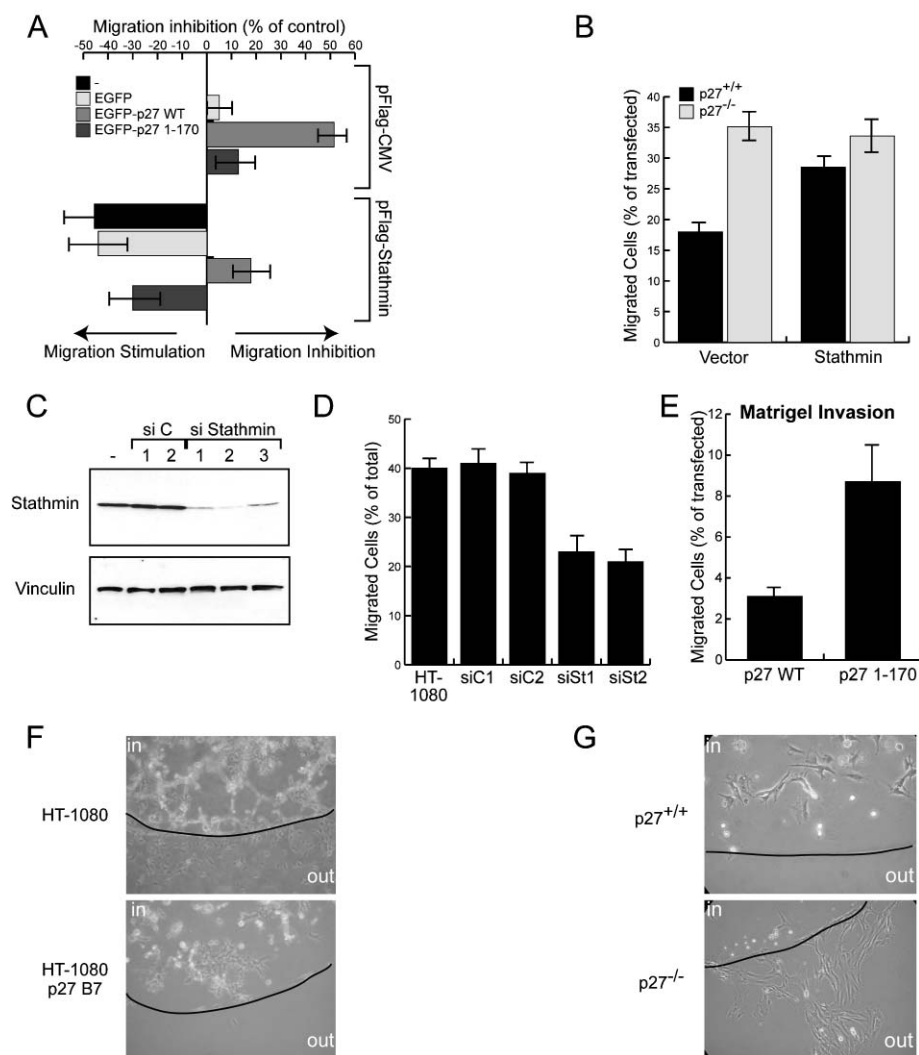 A
Migration inhibition (% of control)
-50 -40 -30 -20 -10 0 10 20 30 40 50 60
-
EGFP
EGFP-p27 WT
EGFP-p27 1-170
pFlag-CMV
pFlag-Stathmin
Migration Stimulation
Migration Inhibition
B
p27+/+
p27-/-
Migrated Cells (% of transfected)
40
35
30
25
20
15
10
5
0
Vector Stathmin
C
si C si Stathmin
- 1 2 1 2 3
Stathmin
Vinculin
D
Migrated Cells (% of total)
50
40
30
20
10
0
HT-1080 siC1 siC2 siSt1 siSt2
E
Matrigel Invasion
Migrated Cells (% of transfected)
12
10
8
6
4
2
0
p27 WT p27 1-170
F
HT-1080
in
out
HT-1080
p27 B7
in
out
G
p27+/+
in
out
p27-/-
in
out